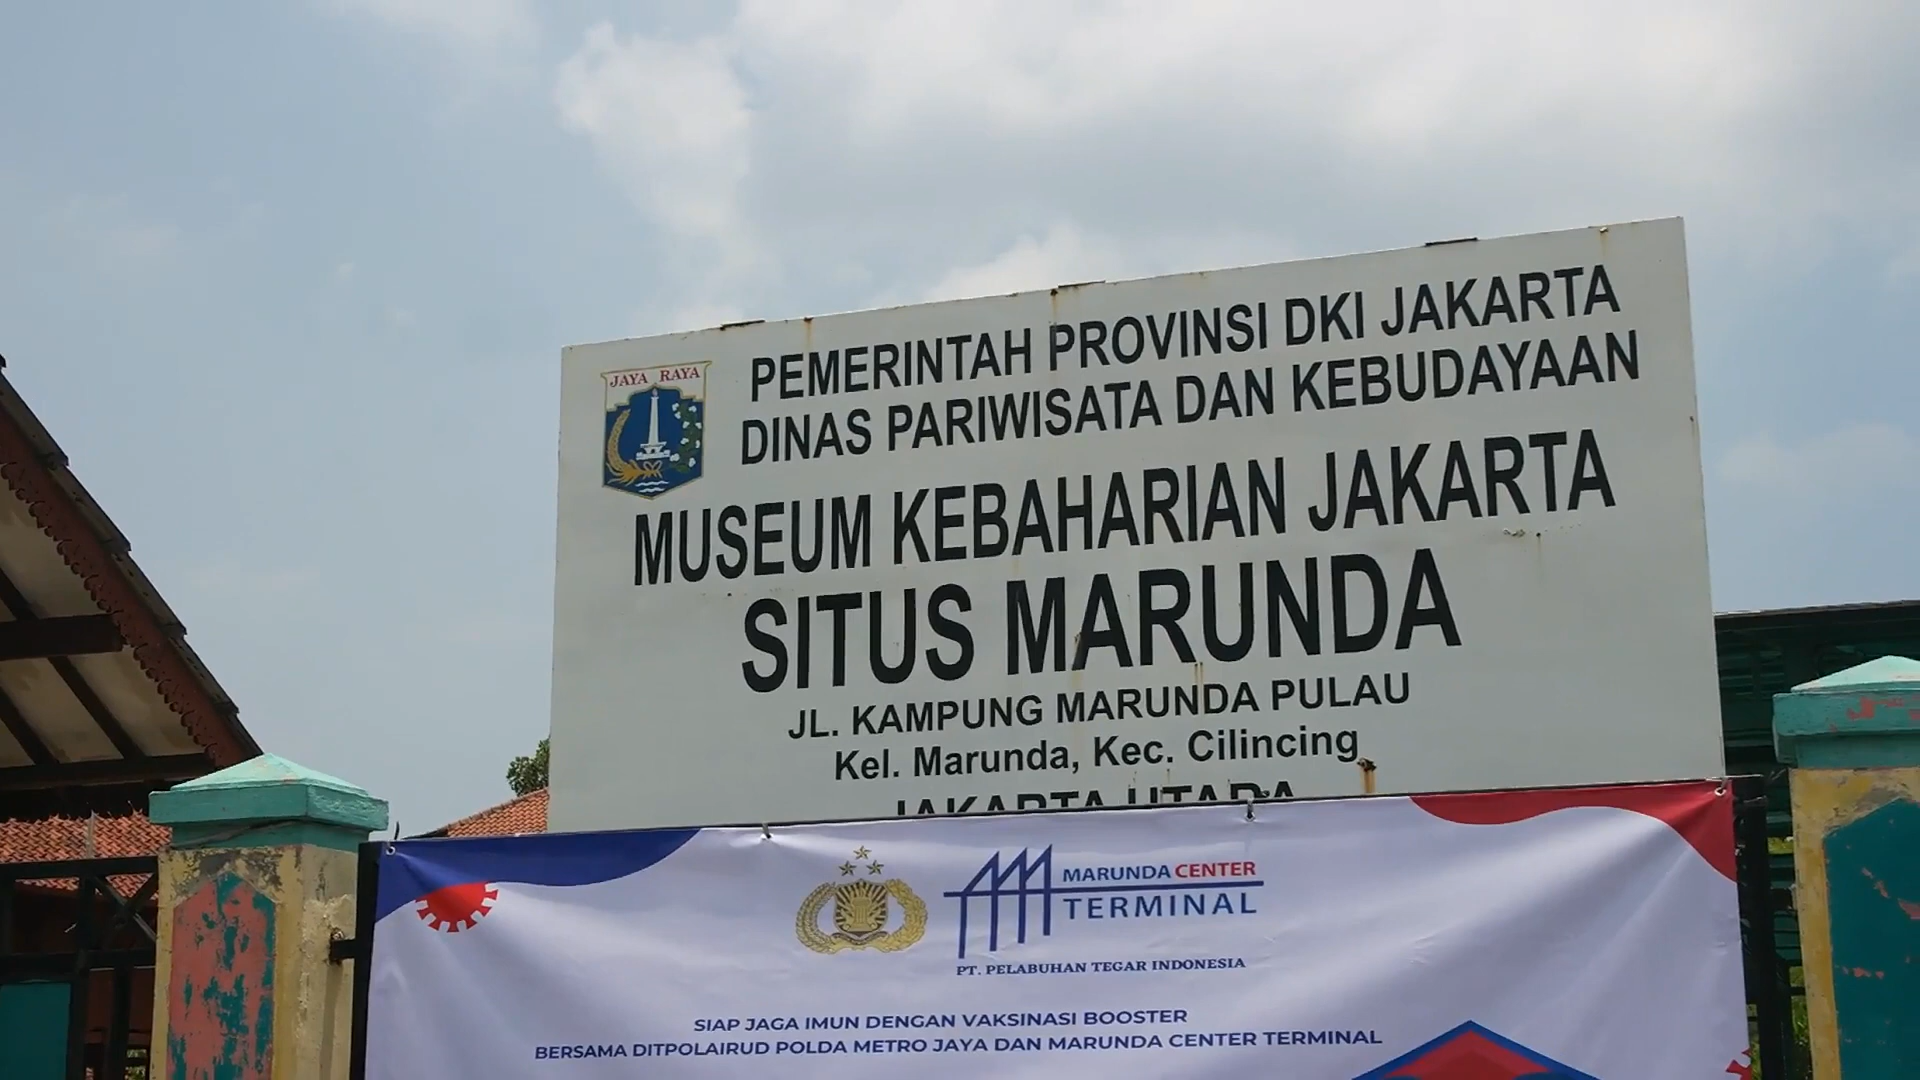 JAYA RAYA
PEMERINTAH PROVINSI DKI JAKARTA
DINAS PARIWISATA DAN KEBUDAYAAN
MUSEUM KEBAHARIAN JAKARTA
SITUS MARUNDA
JL. KAMPUNG MARUNDA PULAU
Kel. Marunda, Kec. Cilincing
JAKARTA UTARA
MARUNDA CENTER
TERMINAL
PT. PELABUHAN TEGAR INDONESIA
SIAP JAGA IMUN DENGAN VAKSINASI BOOSTER
BERSAMA DITPOLAIRUD POLDA METRO JAYA DAN MARUNDA CENTER TERMINAL